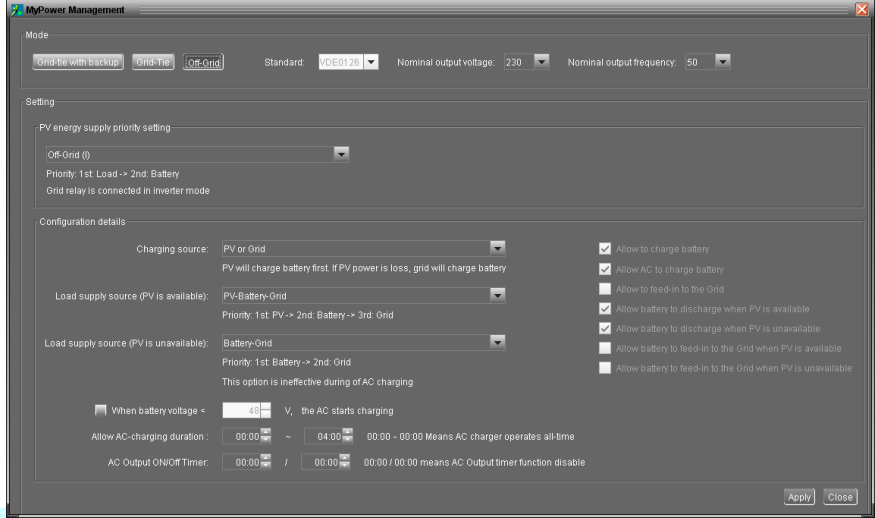 MyPower Management
Mode
Grid-tie with backup Grid-Tie Off-Grid Standard: VDE0126 Nominal output voltage: 230 Nominal output frequency: 50
Setting
PV energy supply priority setting
Off-Grid (I)
Priority: 1st: Load -> 2nd: Battery
Grid relay is connected in inverter mode
Configuration details
Charging source: PV or Grid
PV will charge battery first. If PV power is loss, grid will charge battery
Load supply source (PV is available): PV-Battery-Grid
Priority: 1st: PV -> 2nd: Battery -> 3rd: Grid
Load supply source (PV is unavailable): Battery-Grid
Priority: 1st: Battery -> 2nd: Grid
This option is ineffective during of AC charging
When battery voltage < 48 V, the AC starts charging
Allow AC-charging duration : 00:00 ~ 04:00 00:00 – 00:00 Means AC charger operates all-time
AC Output ON/Off Timer: 00:00 / 00:00 00:00 / 00:00 means AC Output timer function disable
Allow to charge battery
Allow AC to charge battery
Allow to feed-in to the Grid
Allow battery to discharge when PV is available
Allow battery to discharge when PV is unavailable
Allow battery to feed-in to the Grid when PV is available
Allow battery to feed-in to the Grid when PV is unavailable
Apply Close